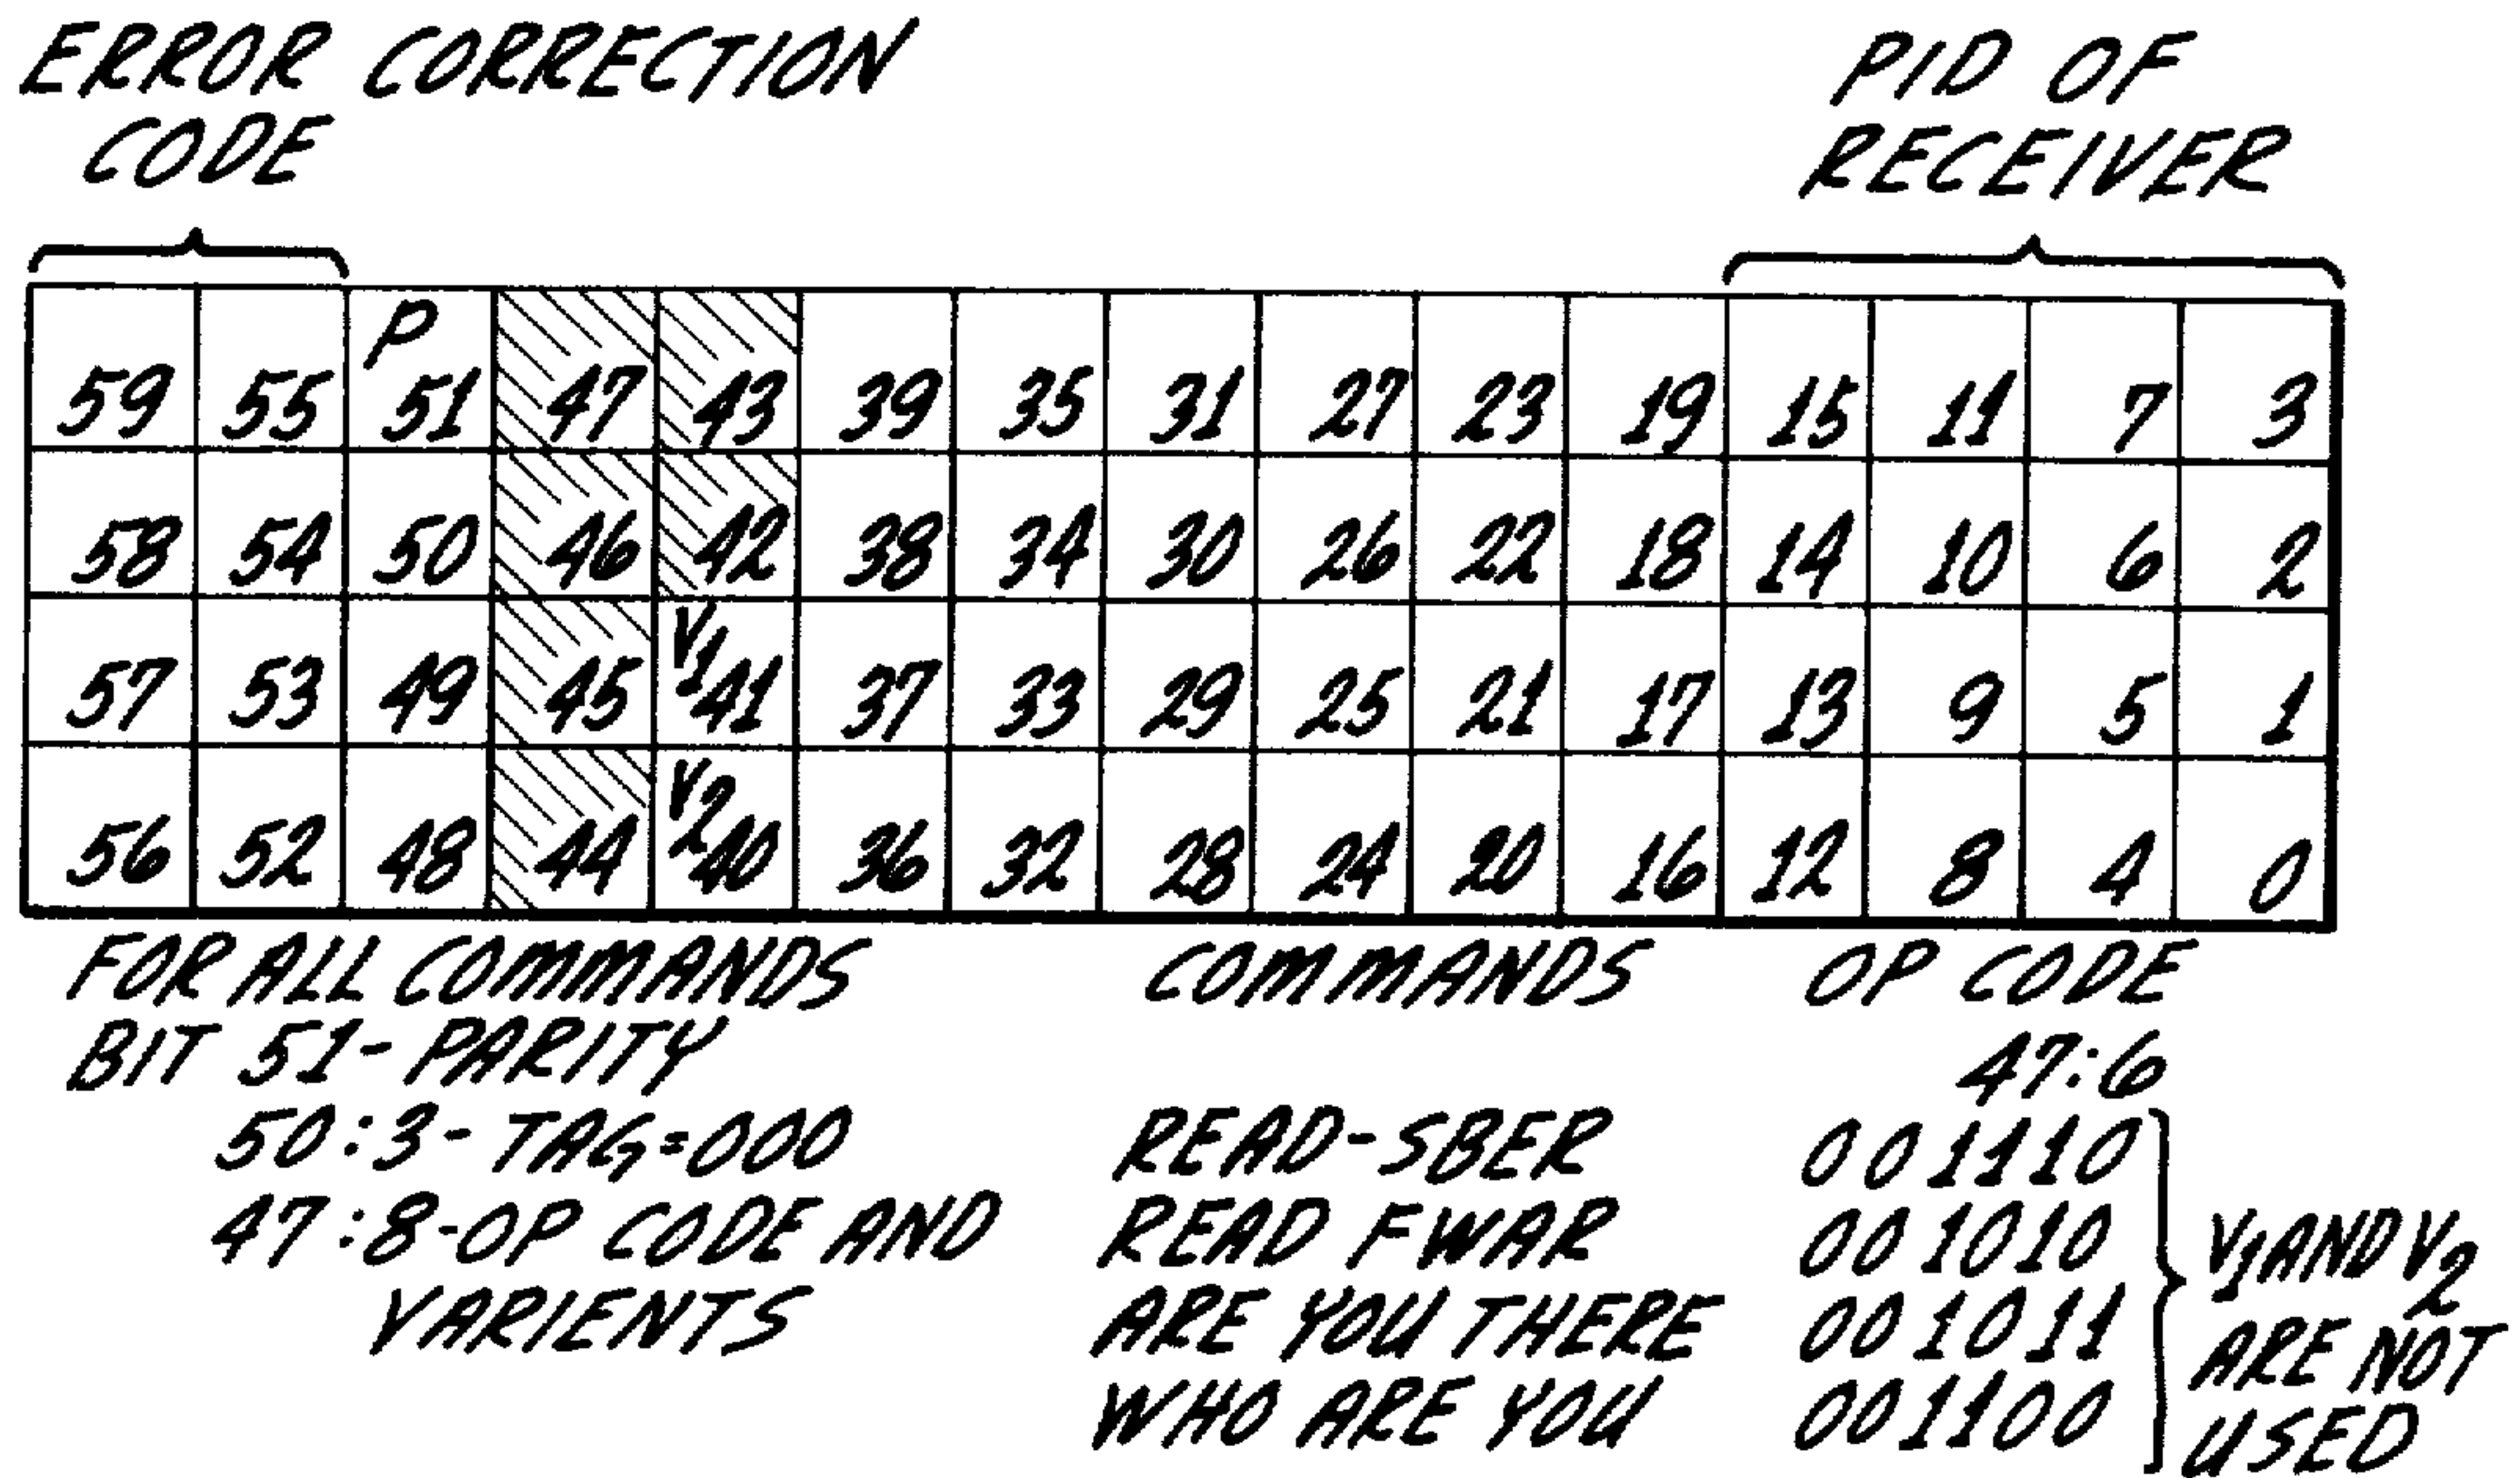 ERROR CORRECTION
CODE
PID OF
RECEIVER
P
59 55 51 47 43 39 35 31 27 23 19 15 11 7 3
58 54 50 46 42 38 34 30 26 22 18 14 10 6 2
V1
57 53 49 45 41 37 33 29 25 21 17 13 9 5 1
V2
56 52 48 44 40 36 32 28 24 20 16 12 8 4 0
FOR ALL COMMANDS
BIT 51- PARITY
50:3- TAG=000
47:8-OP CODE AND
VARIENTS
COMMANDS OP CODE
47:6
READ-SBER 001110
READ FWAR 001010
ARE YOU THERE 001011
WHO ARE YOU 001100
V1 AND V2
ARE NOT
USED